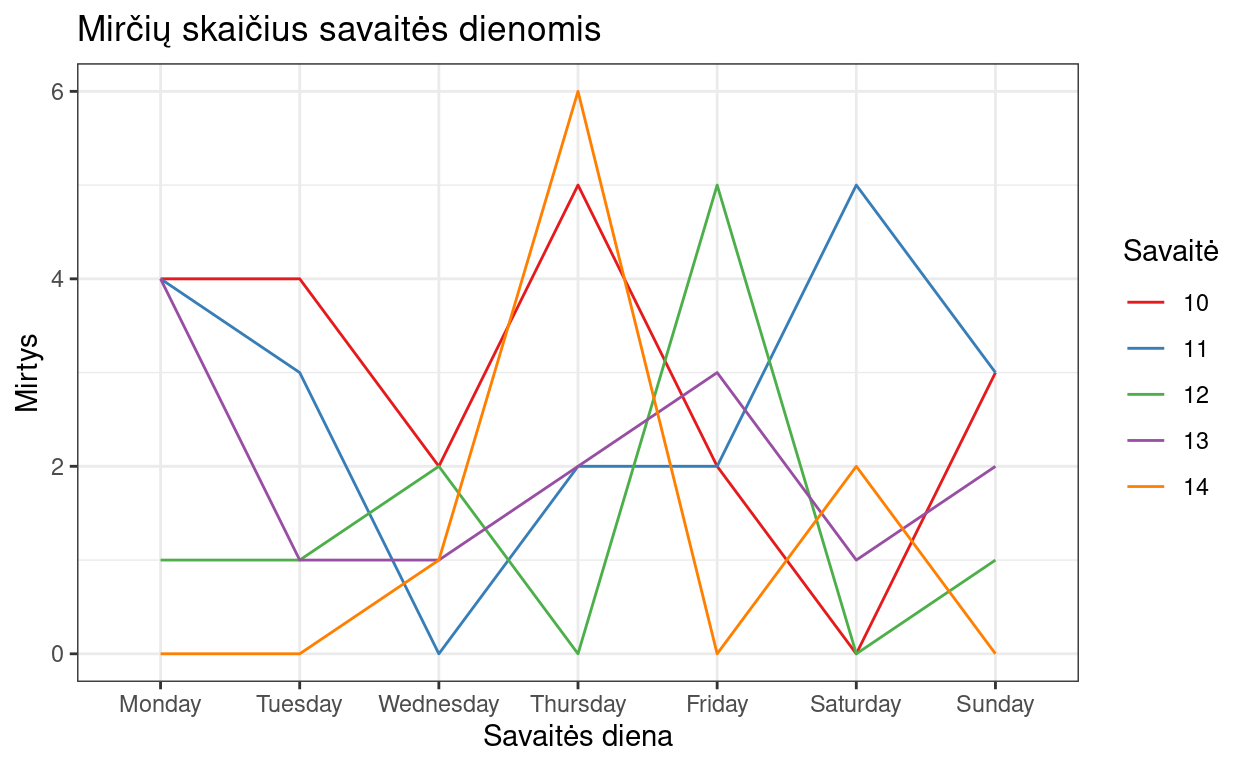 Mirčių skaičius savaitės dienomis
6
4
2
0
Mirtys
Monday Tuesday Wednesday Thursday Friday Saturday Sunday
Savaitės diena
Savaitė
10
11
12
13
14